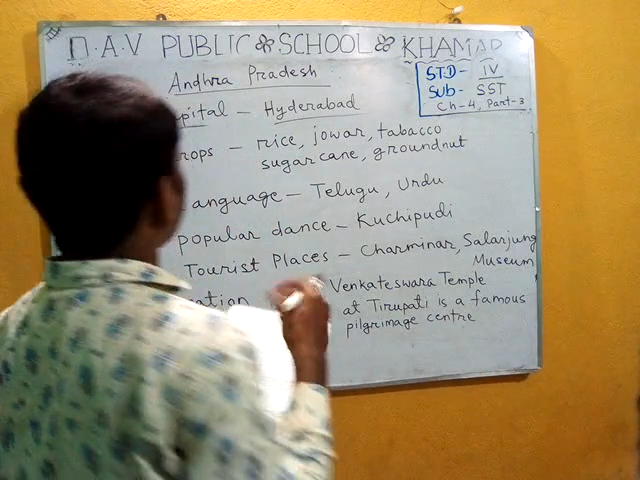 D.A.V PUBLIC SCHOOL KHAMAR
STD- IV
Sub- SST
Ch-4, Part-3
Andhra Pradesh
pital - Hyderabad
rops - rice, jowar, tabacco
sugarcane, groundnut
anguage - Telugu, Urdu
popular dance - Kuchipudi
Tourist Places - Charminar, Salarjung
Museum
Venkateswara Temple
at Tirupati is a famous
pilgrimage centre